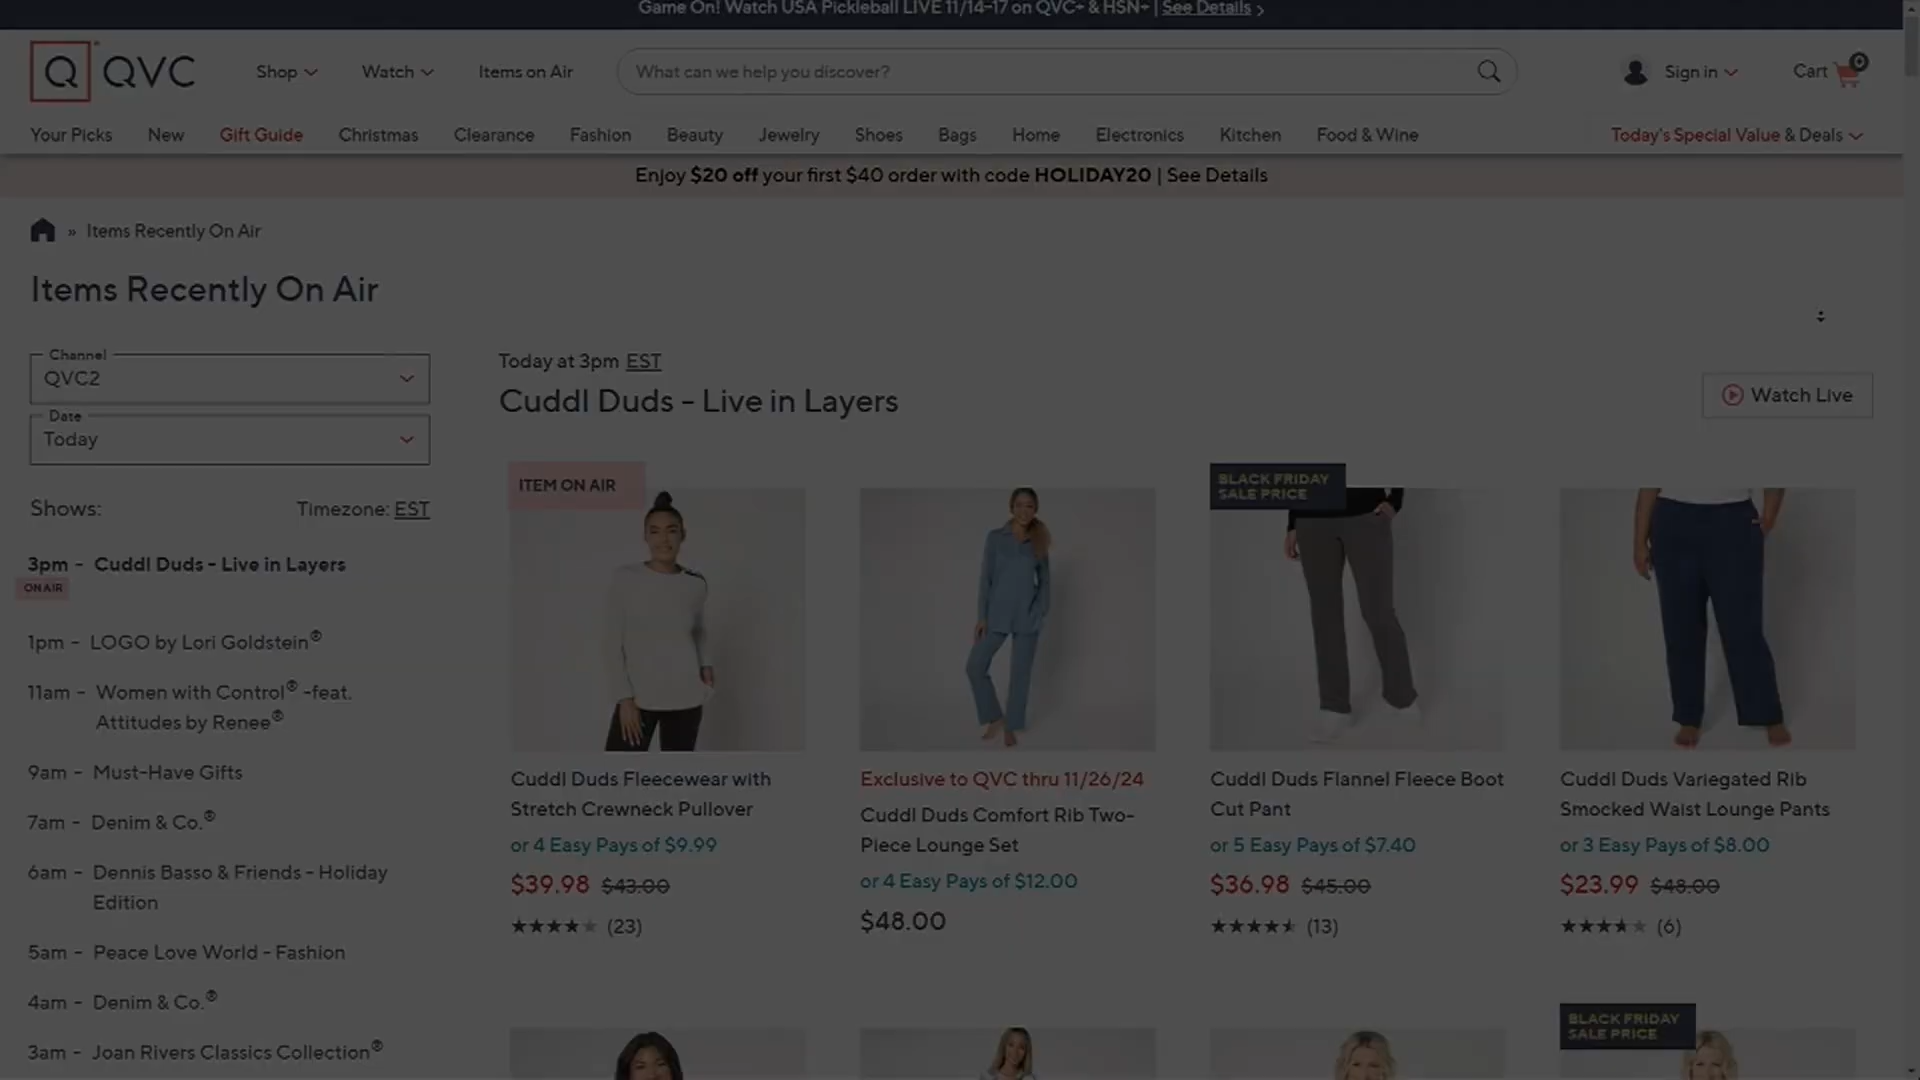 Game On! Watch USA Pickleball LIVE 11/14-17 on QVC+ & HSN+ | See Details
Q QVC
Shop
Watch
Items on Air
What can we help you discover?
Sign in
Cart 0
Your Picks
New
Gift Guide
Christmas
Clearance
Fashion
Beauty
Jewelry
Shoes
Bags
Home
Electronics
Kitchen
Food & Wine
Today's Special Value & Deals
Enjoy $20 off your first $40 order with code HOLIDAY20 | See Details
» Items Recently On Air
Items Recently On Air
Channel
QVC2
Date
Today
Shows: Timezone: EST
3pm - Cuddl Duds - Live in Layers
ON AIR
1pm - LOGO by Lori Goldstein®
11am - Women with Control® -feat.
Attitudes by Renee®
9am - Must-Have Gifts
7am - Denim & Co.®
6am - Dennis Basso & Friends - Holiday
Edition
5am - Peace Love World - Fashion
4am - Denim & Co.®
3am - Joan Rivers Classics Collection®
Today at 3pm EST
Cuddl Duds - Live in Layers
Watch Live
ITEM ON AIR
Cuddl Duds Fleecewear with
Stretch Crewneck Pullover
or 4 Easy Pays of $9.99
$39.98 $43.00
(23)
Exclusive to QVC thru 11/26/24
Cuddl Duds Comfort Rib Two-
Piece Lounge Set
or 4 Easy Pays of $12.00
$48.00
BLACK FRIDAY
SALE PRICE
Cuddl Duds Flannel Fleece Boot
Cut Pant
or 5 Easy Pays of $7.40
$36.98 $45.00
(13)
Cuddl Duds Variegated Rib
Smocked Waist Lounge Pants
or 3 Easy Pays of $8.00
$23.99 $48.00
(6)
BLACK FRIDAY
SALE PRICE